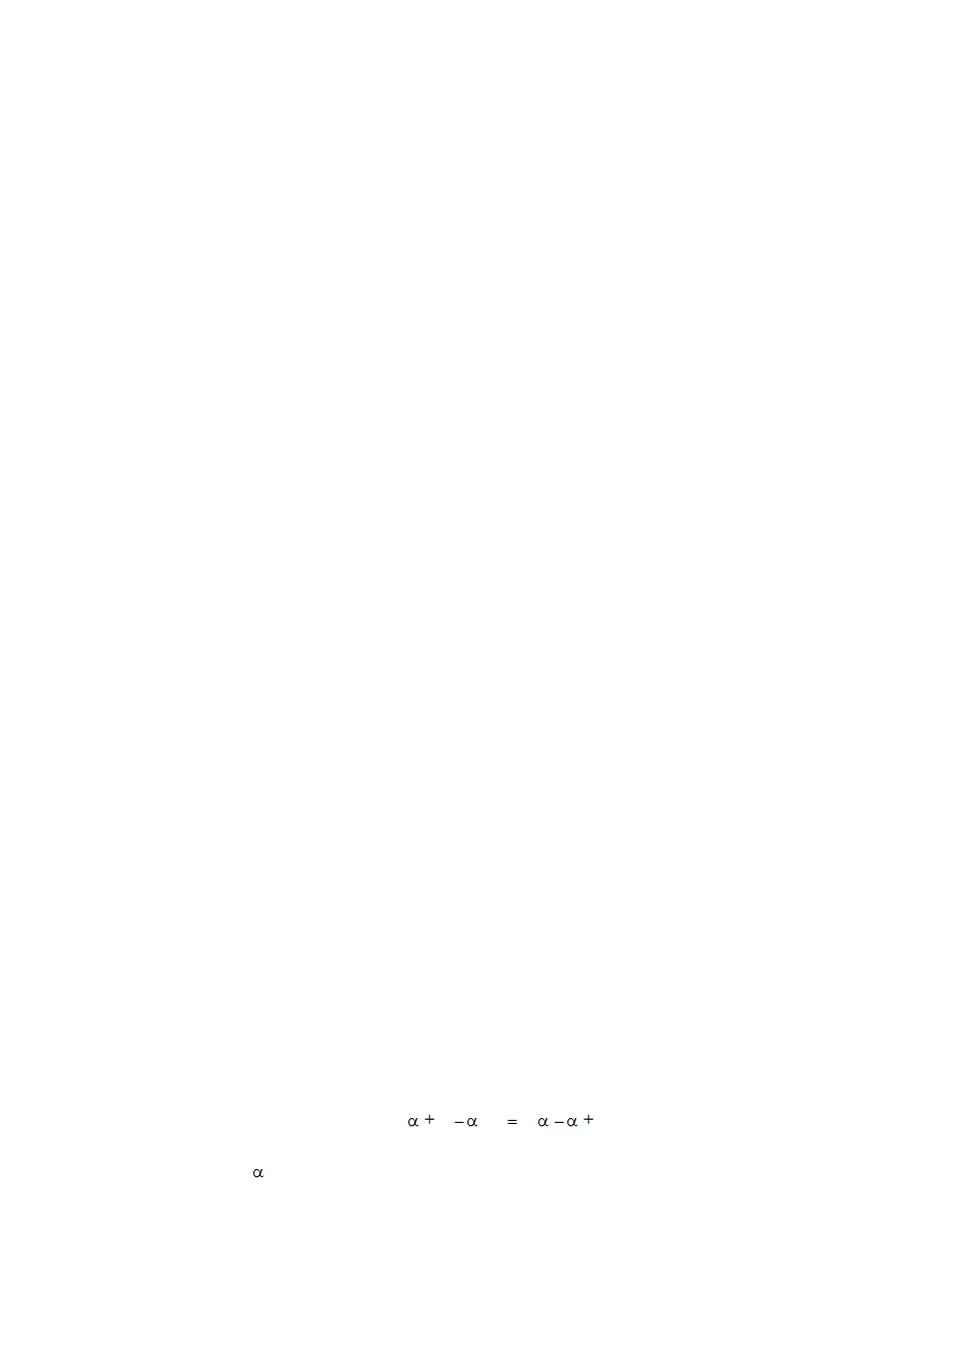 α + −α = α −α +
α